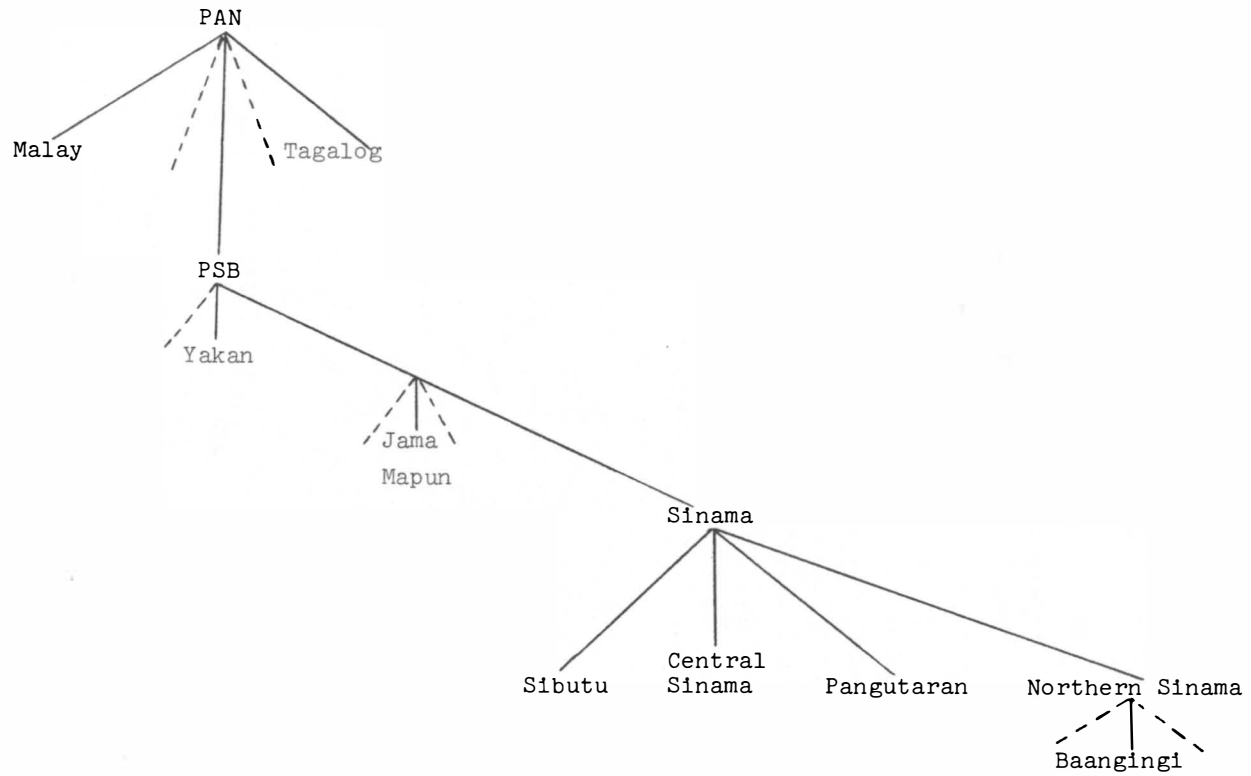 PAN
Malay
Tagalog
PSB
Yakan
Jama
Mapun
Sinama
Sibutu
Central
Sinama
Pangutaran
Northern Sinama
Baangingi